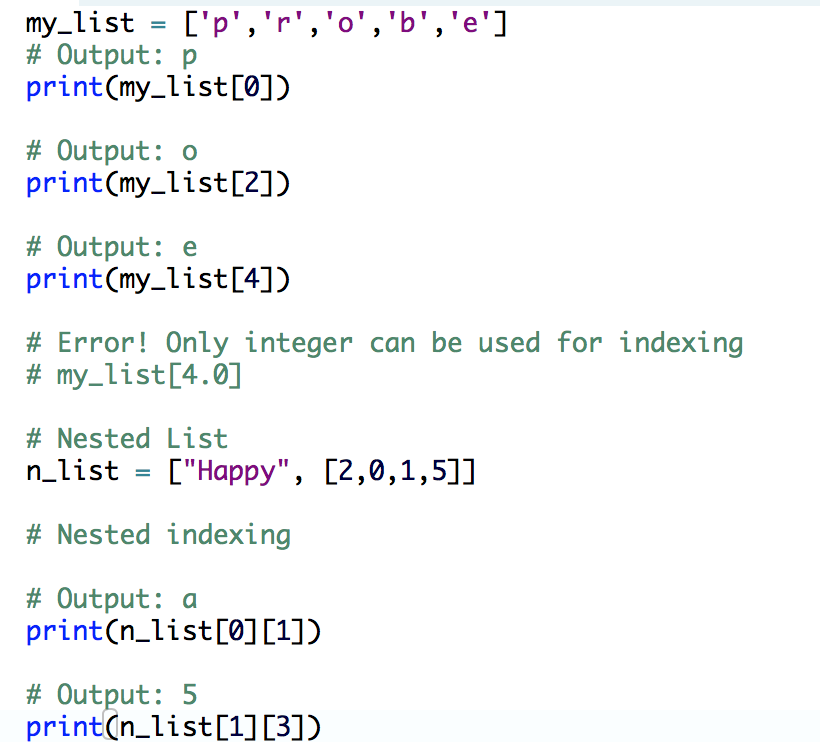 my_list = ['p','r','o','b','e']
# Output: p
print(my_list[0])
# Output: o
print(my_list[2])
# Output: e
print(my_list[4])
# Error! Only integer can be used for indexing
# my_list[4.0]
# Nested List
n_list = ["Happy", [2,0,1,5]]
# Nested indexing
# Output: a
print(n_list[0][1])
# Output: 5
print(n_list[1][3])